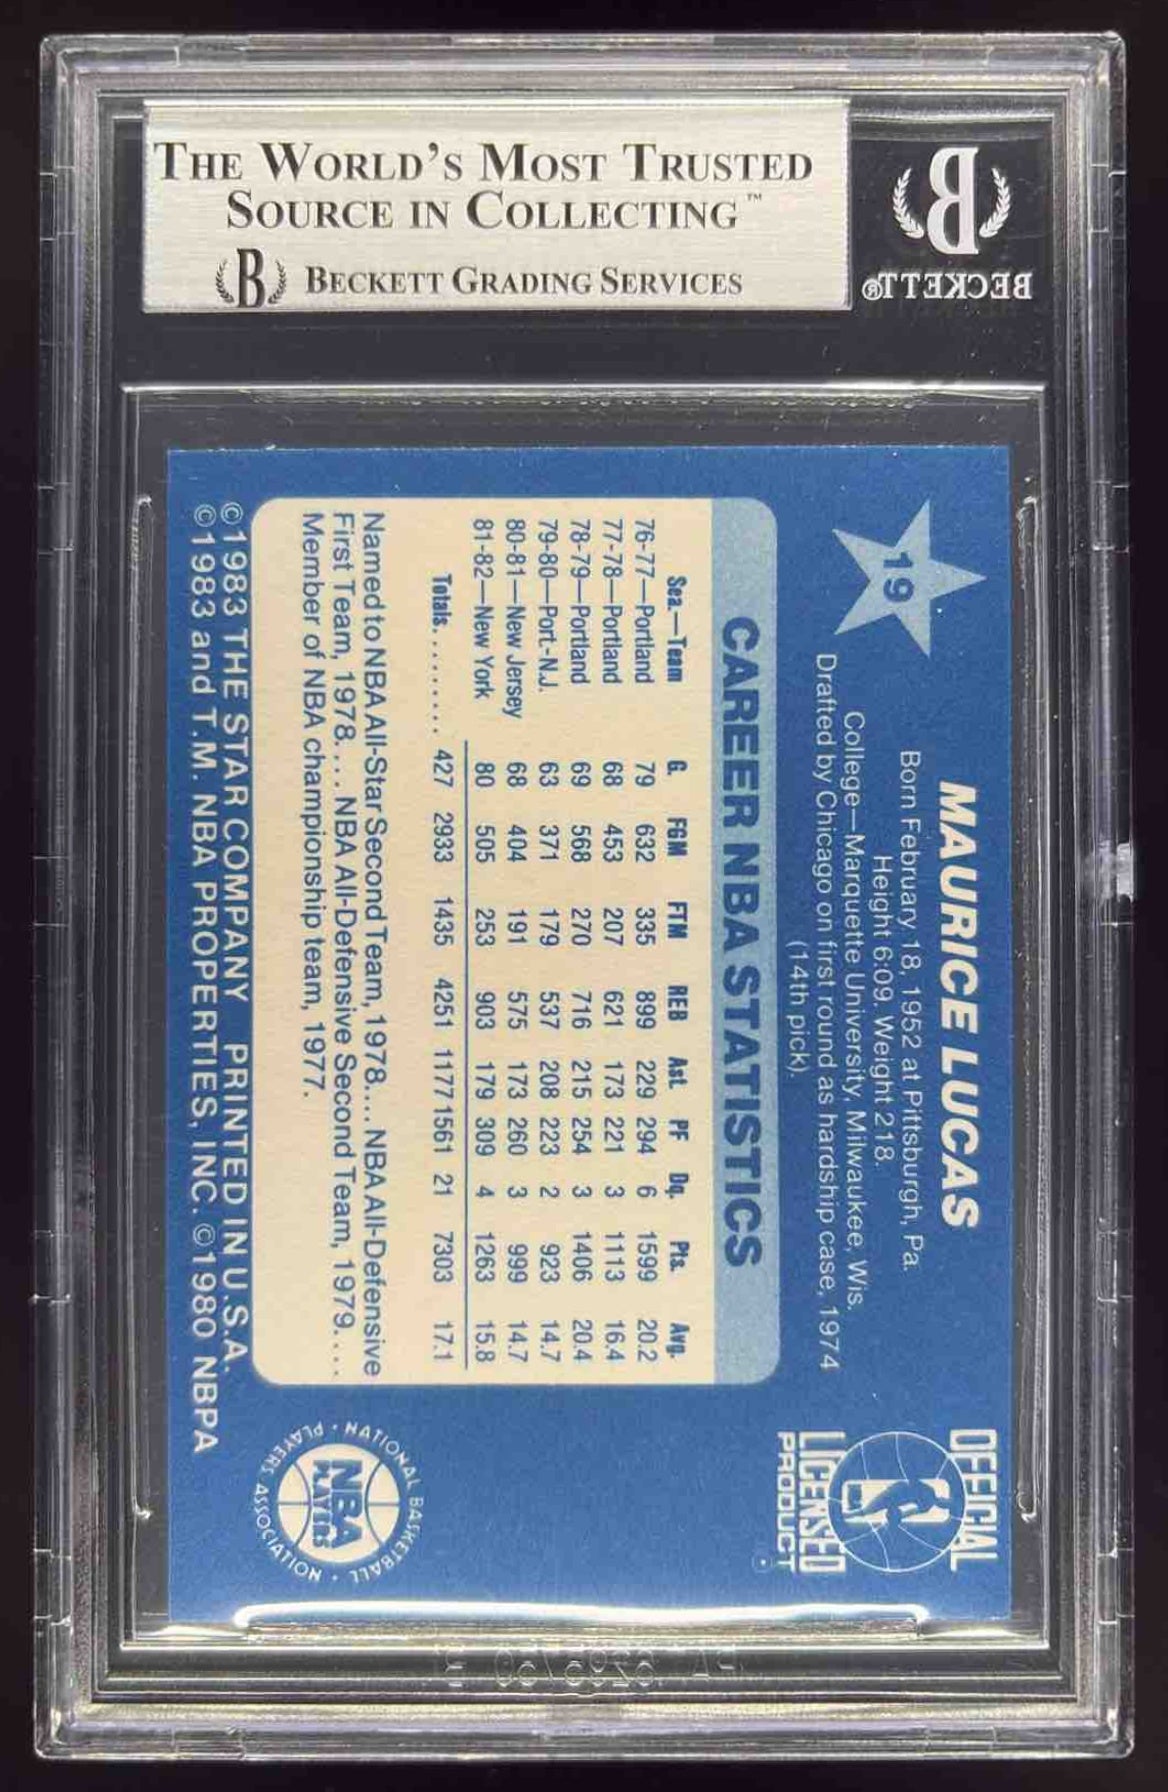 THE WORLD'S MOST TRUSTED
SOURCE IN COLLECTING™
B BECKETT GRADING SERVICES
B
BECKETT®
19
MAURICE LUCAS
Born February 18, 1952 at Pittsburgh, Pa.
Height 6:09, Weight 218.
College—Marquette University, Milwaukee, Wis.
Drafted by Chicago on first round as hardship case, 1974
(14th pick).
OFFICIAL
LICENSED
PRODUCT
CAREER NBA STATISTICS
Sea.—Team G. FGM FTM REB Ast. PF Dq. Pts. Avg.
76-77—Portland 79 632 335 899 229 294 6 1599 20.2
77-78—Portland 68 453 207 621 173 221 3 1113 16.4
78-79—Portland 69 568 270 716 215 254 3 1406 20.4
79-80—Port.-N.J. 63 371 179 537 208 223 2 923 14.7
80-81—New Jersey 68 404 191 575 173 260 3 999 14.7
81-82—New York 80 505 253 903 179 309 4 1263 15.8
Totals......... 427 2933 1435 4251 1177 1561 21 7303 17.1
Named to NBA All-Star Second Team, 1978.... NBA All-Defensive
First Team, 1978.... NBA All-Defensive Second Team, 1979....
Member of NBA championship team, 1977.
NATIONAL BASKETBALL
PLAYERS ASSOCIATION
NBA
PLAYERS
©1983 THE STAR COMPANY PRINTED IN U.S.A.
©1983 and T.M. NBA PROPERTIES, INC. ©1980 NBPA